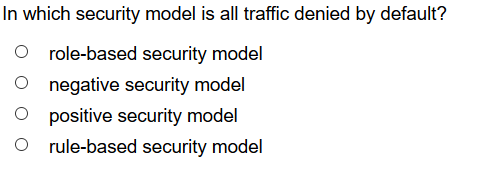 In which security model is all traffic denied by default?
role-based security model
negative security model
positive security model
rule-based security model